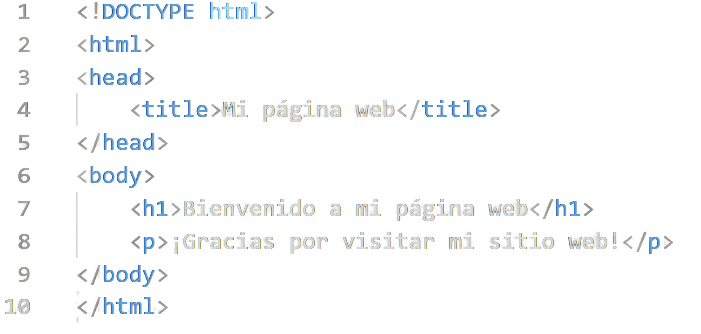 1 <!DOCTYPE html>
2 <html>
3 <head>
4 <title>Mi página web</title>
5 </head>
6 <body>
7 <h1>Bienvenido a mi página web</h1>
8 <p>¡Gracias por visitar mi sitio web!</p>
9 </body>
10 </html>